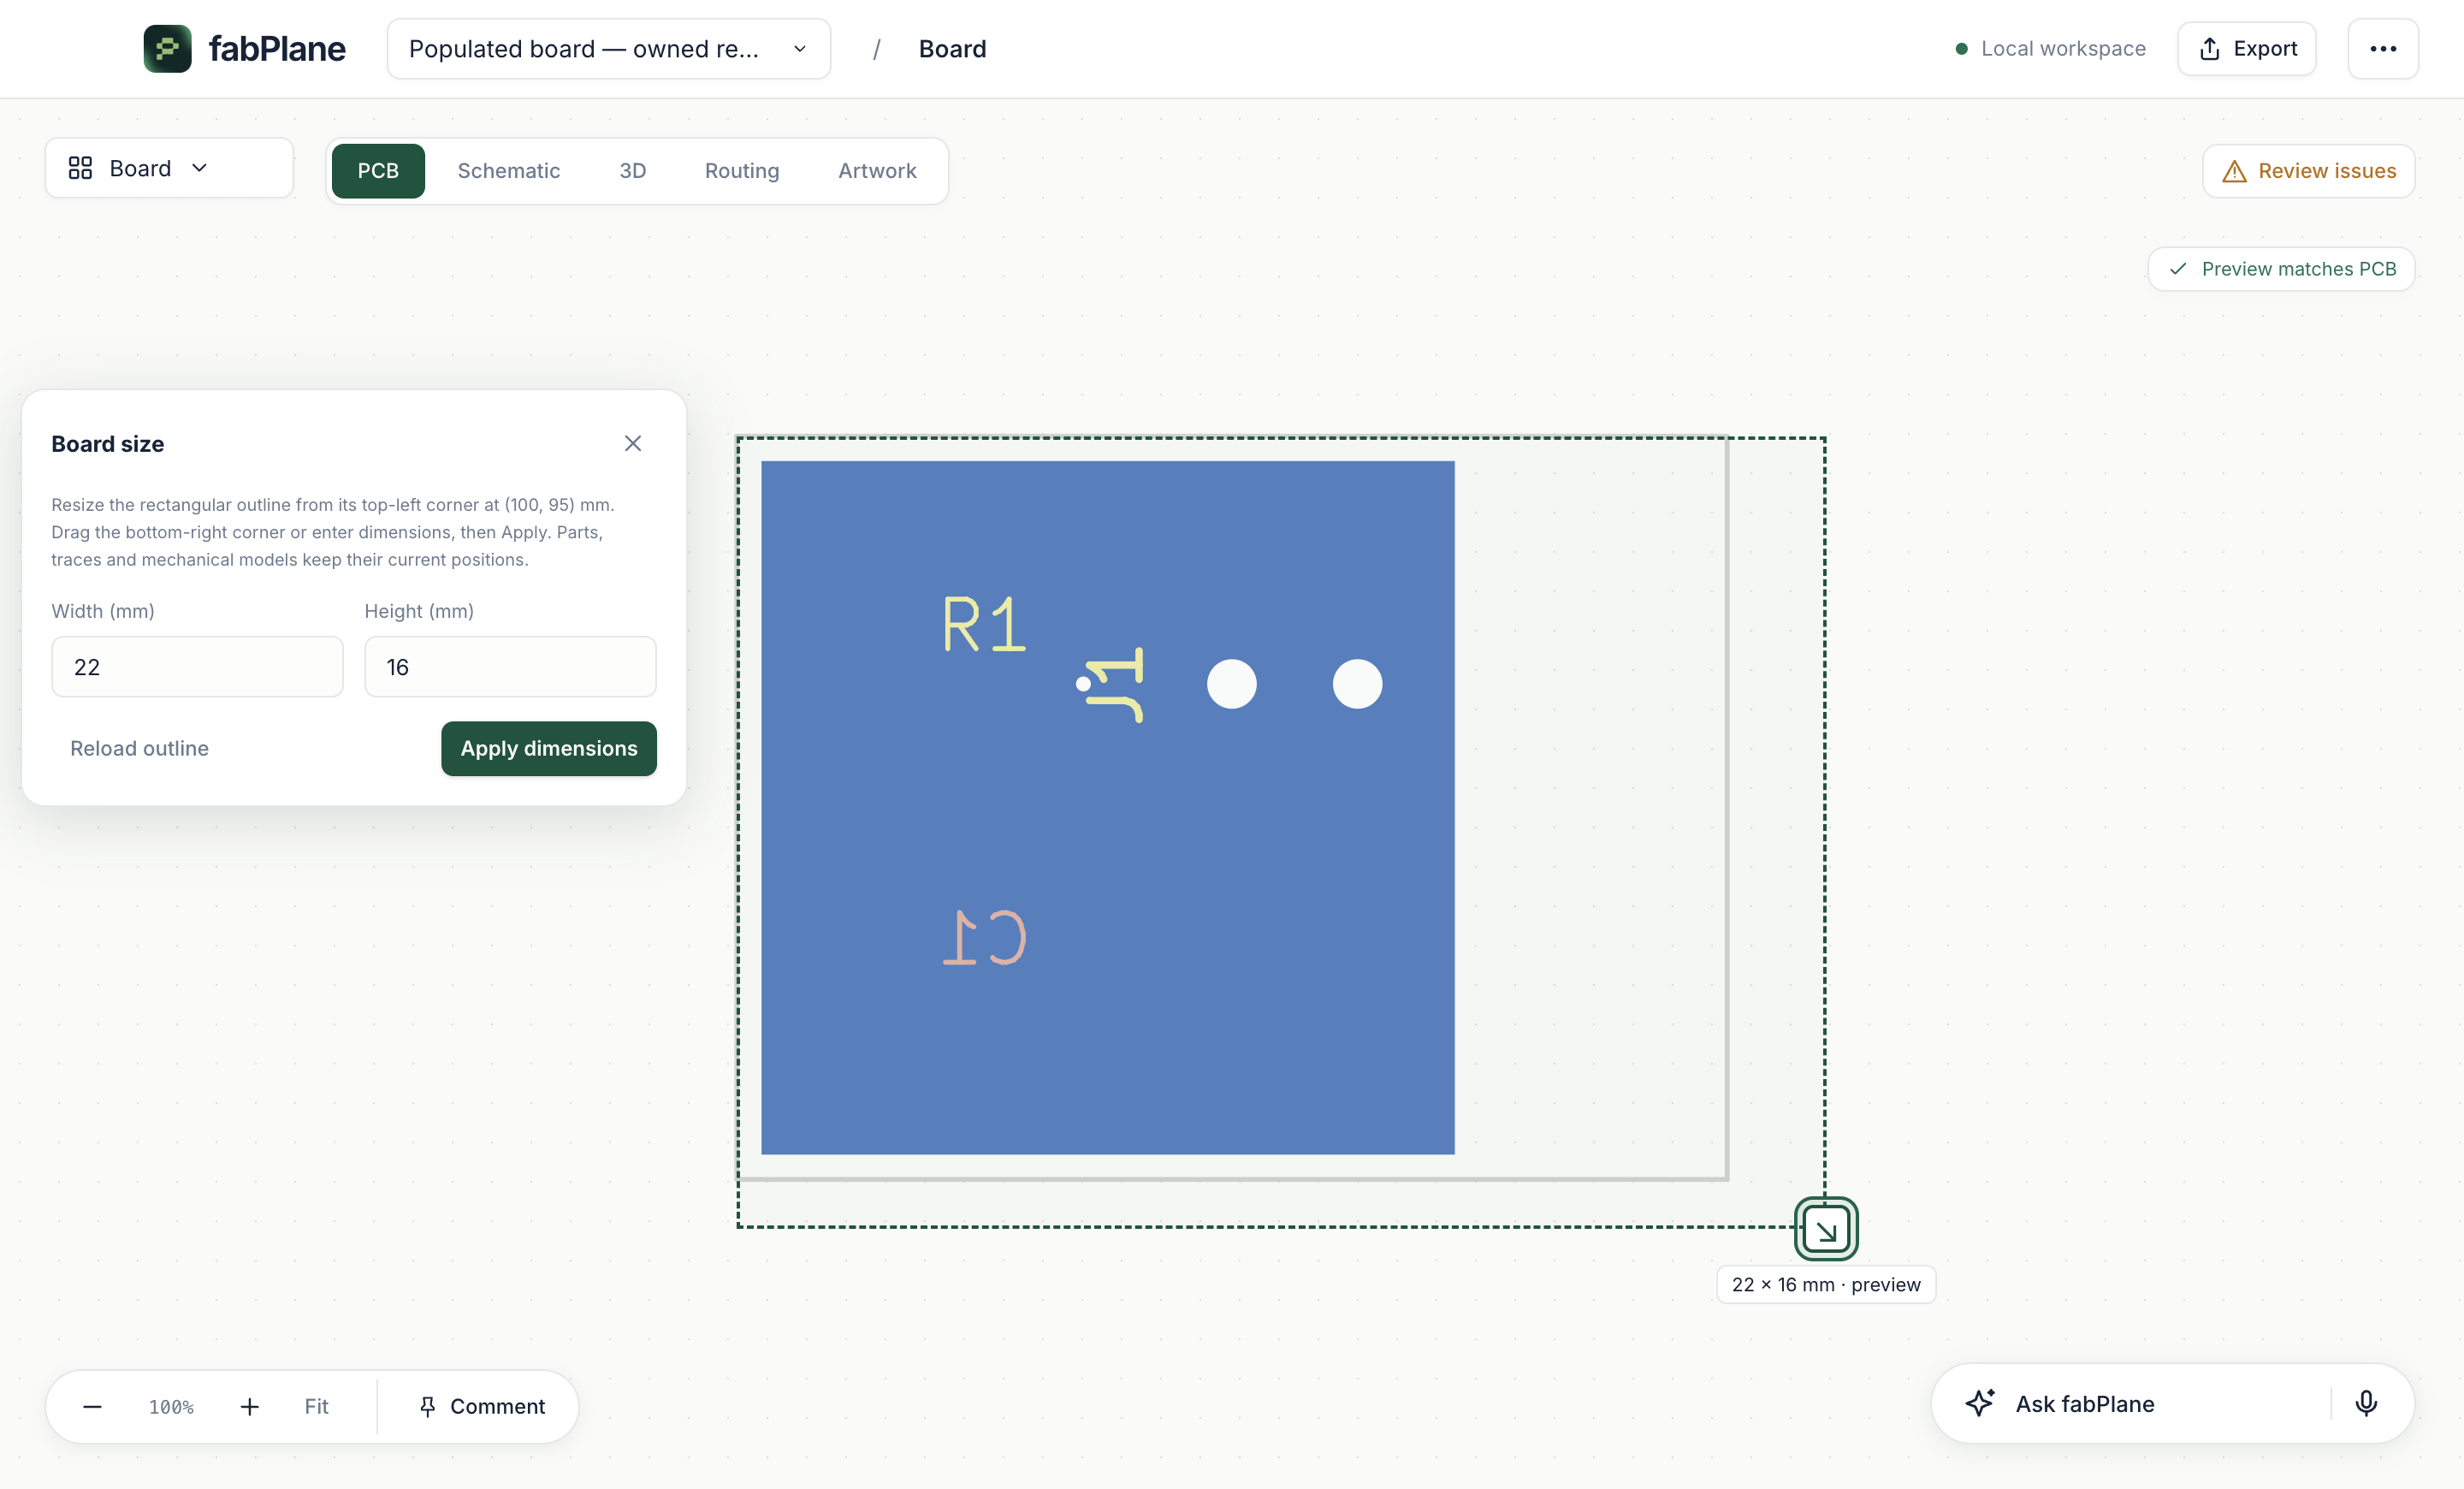 fabPlane
Populated board — owned re...
/
Board
Local workspace
Export
Board
PCB
Schematic
3D
Routing
Artwork
Review issues
Preview matches PCB
Board size
Resize the rectangular outline from its top-left corner at (100, 95) mm.
Drag the bottom-right corner or enter dimensions, then Apply. Parts,
traces and mechanical models keep their current positions.
Width (mm)
Height (mm)
22
16
Reload outline
Apply dimensions
R1
J1
C1
22 × 16 mm · preview
100%
Fit
Comment
Ask fabPlane